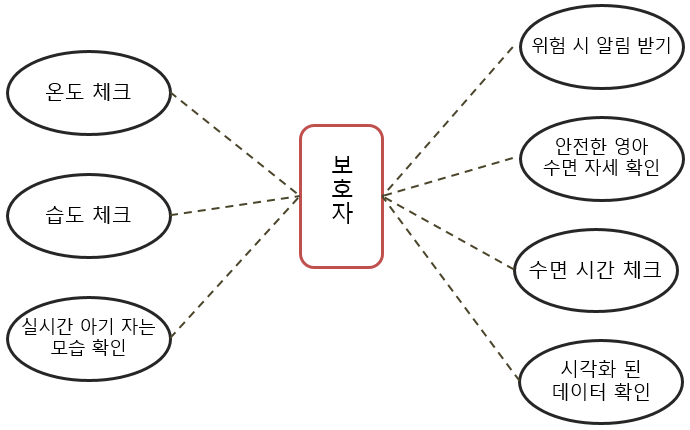 온도 체크
습도 체크
실시간 아기 자는
모습 확인
보호자
위험 시 알림 받기
안전한 영아
수면 자세 확인
수면 시간 체크
시각화 된
데이터 확인